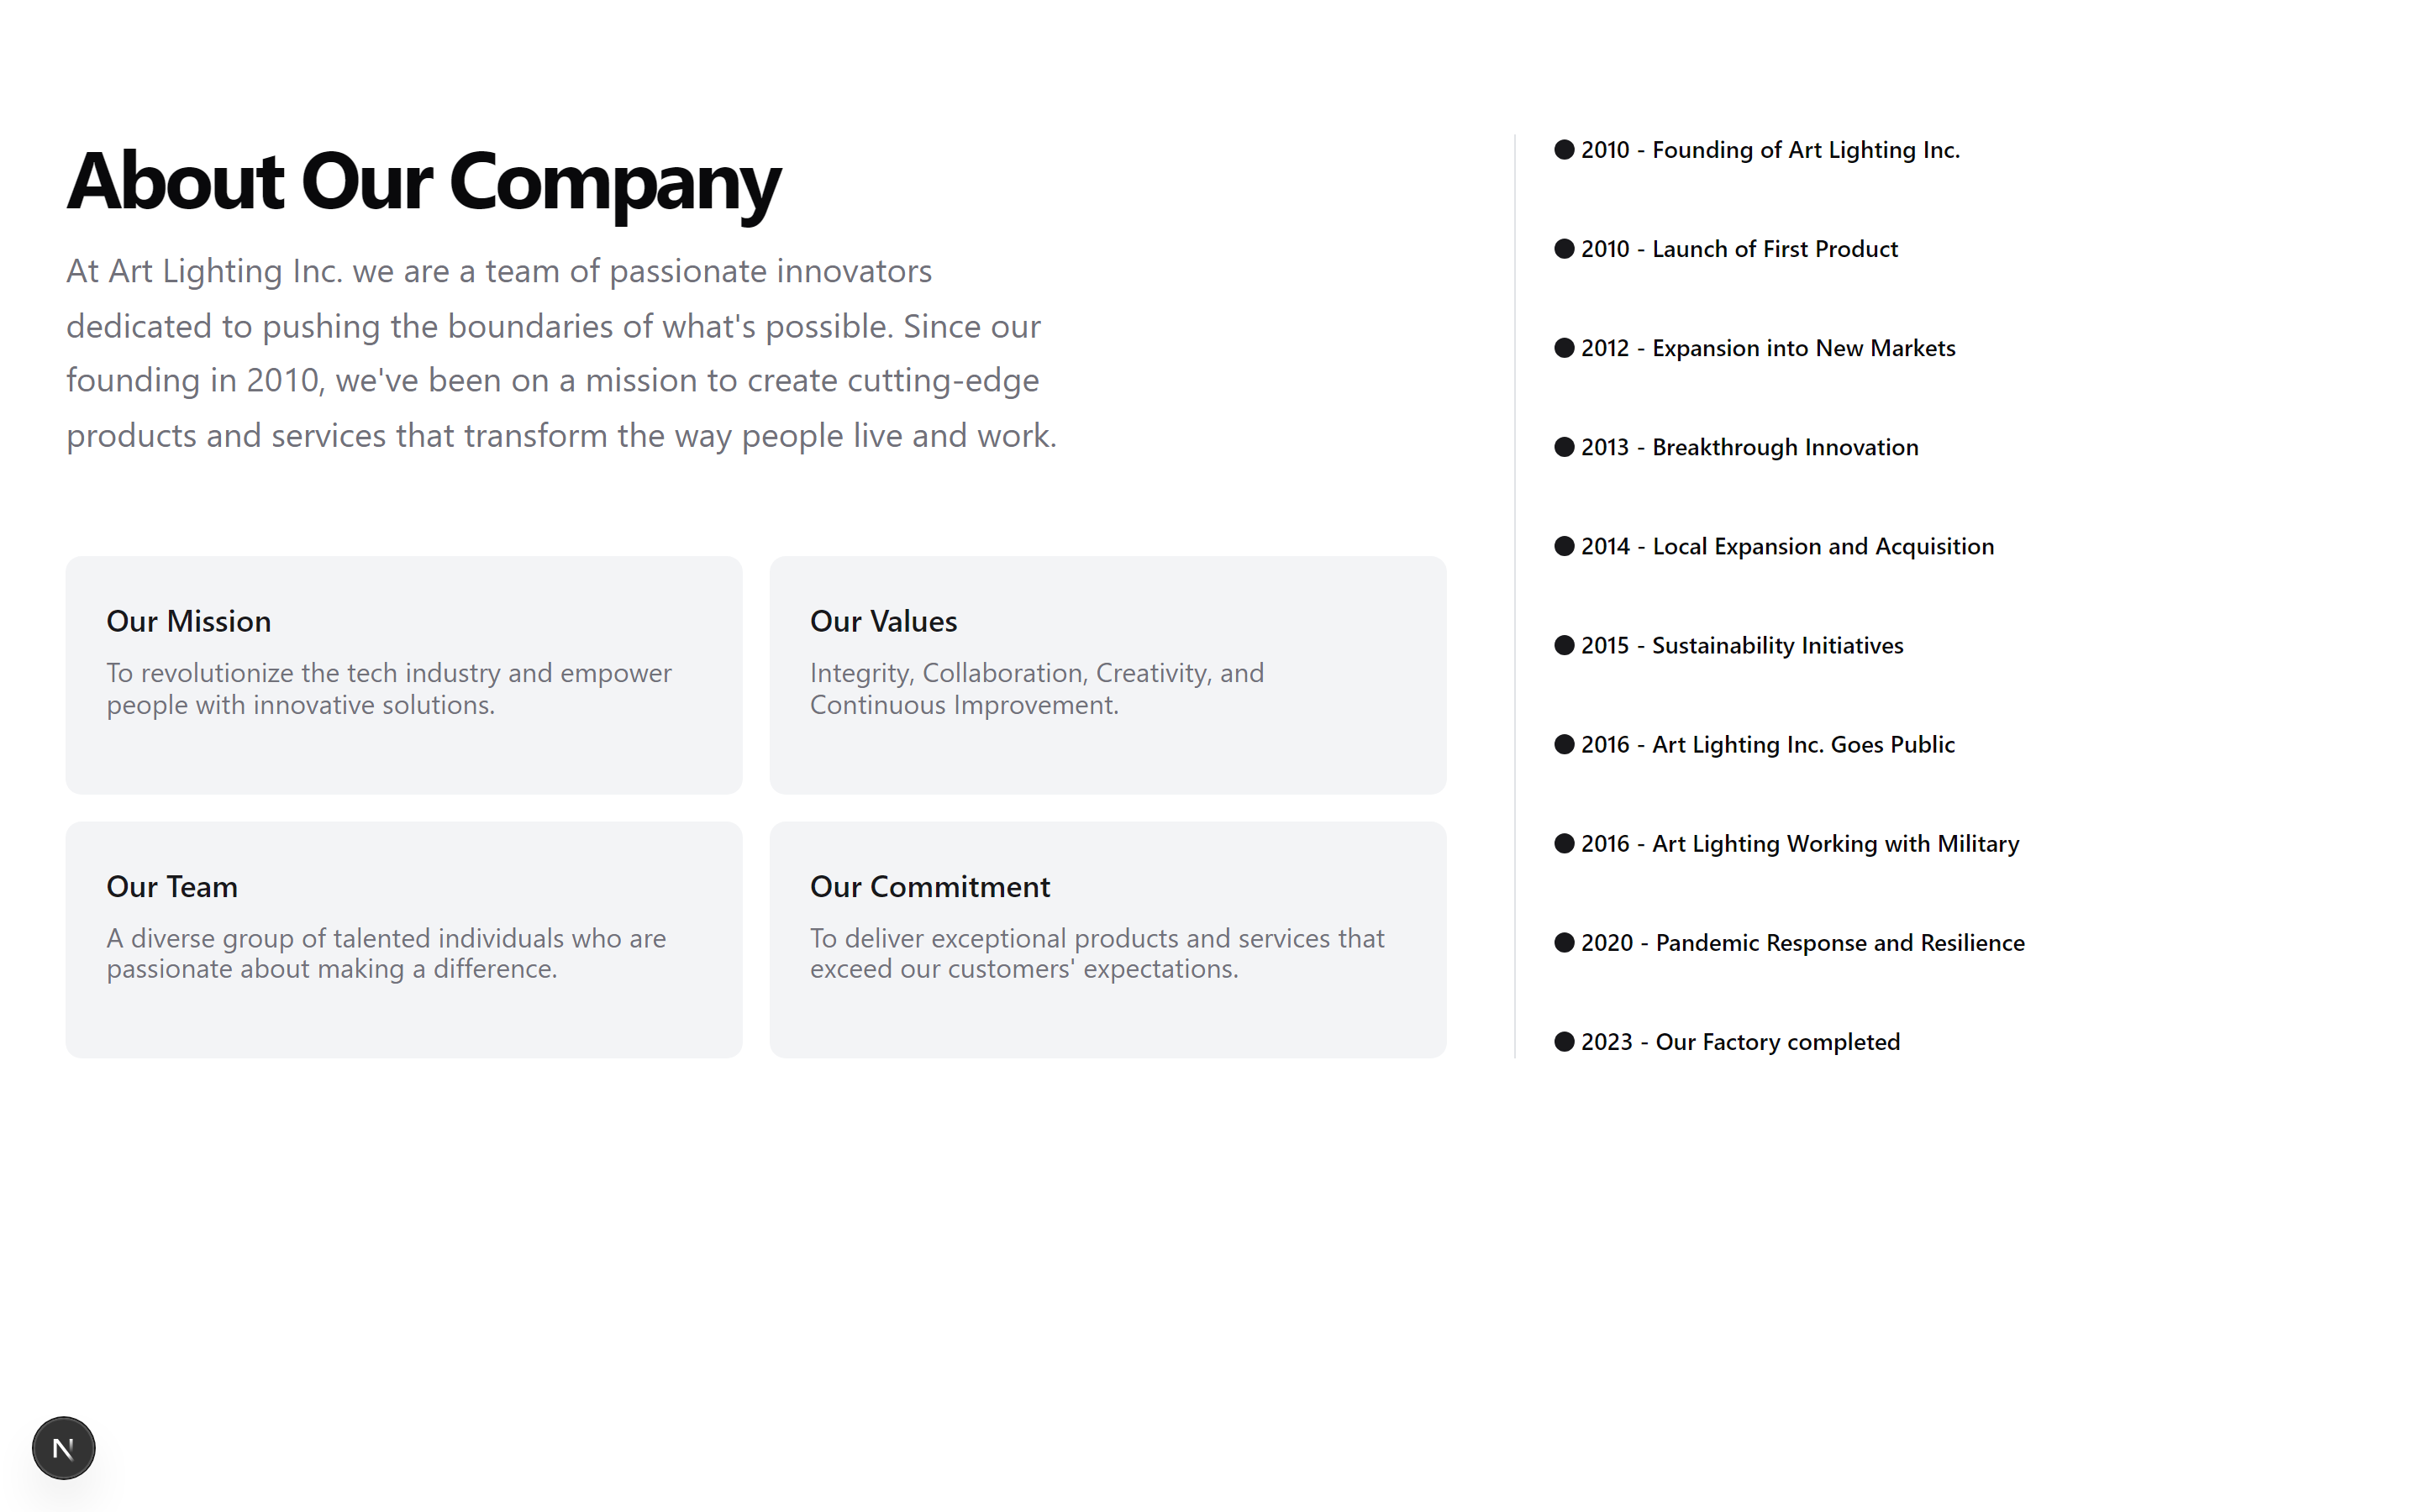 About Our Company
At Art Lighting Inc. we are a team of passionate innovators
dedicated to pushing the boundaries of what's possible. Since our
founding in 2010, we've been on a mission to create cutting-edge
products and services that transform the way people live and work.
Our Mission
To revolutionize the tech industry and empower
people with innovative solutions.
Our Values
Integrity, Collaboration, Creativity, and
Continuous Improvement.
Our Team
A diverse group of talented individuals who are
passionate about making a difference.
Our Commitment
To deliver exceptional products and services that
exceed our customers' expectations.
2010 - Founding of Art Lighting Inc.
2010 - Launch of First Product
2012 - Expansion into New Markets
2013 - Breakthrough Innovation
2014 - Local Expansion and Acquisition
2015 - Sustainability Initiatives
2016 - Art Lighting Inc. Goes Public
2016 - Art Lighting Working with Military
2020 - Pandemic Response and Resilience
2023 - Our Factory completed
N